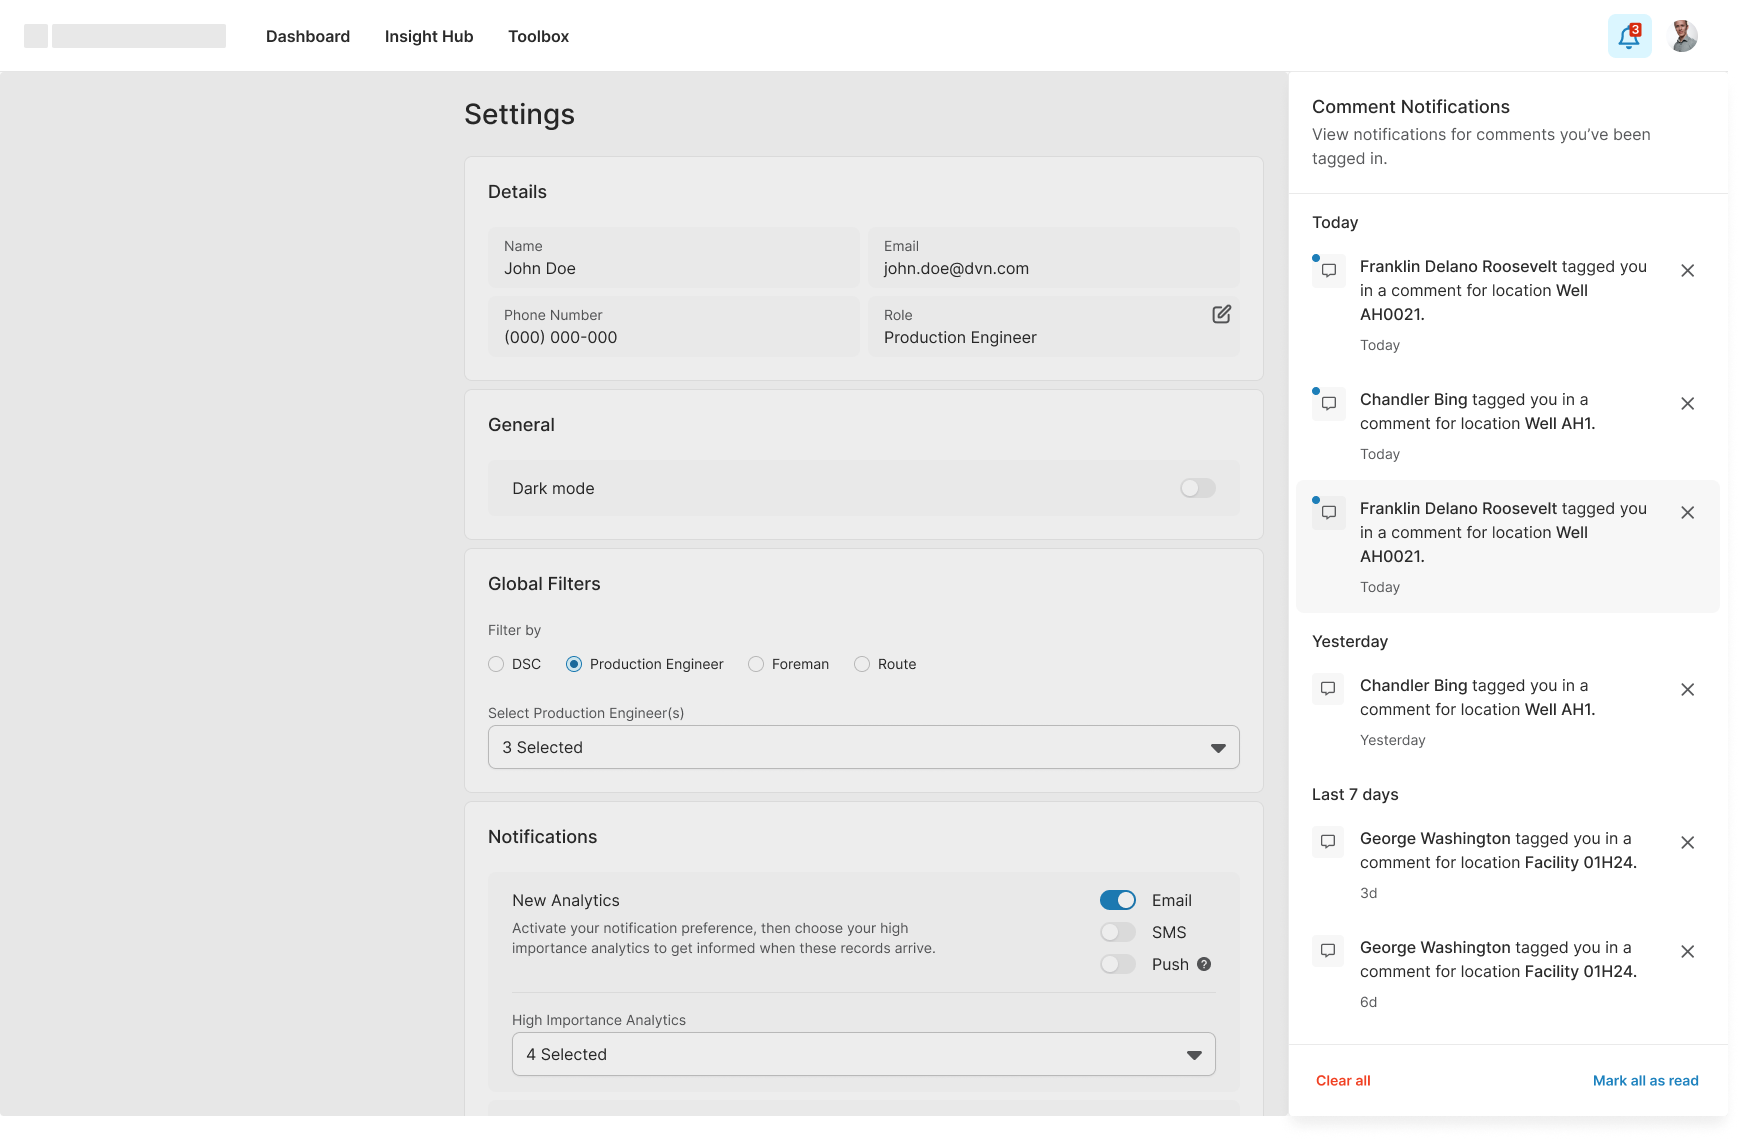 Dashboard
Insight Hub
Toolbox
3
Settings
Details
Name
John Doe
Email
john.doe@dvn.com
Phone Number
(000) 000-000
Role
Production Engineer
General
Dark mode
Global Filters
Filter by
DSC
Production Engineer
Foreman
Route
Select Production Engineer(s)
3 Selected
Notifications
New Analytics
Activate your notification preference, then choose your high
importance analytics to get informed when these records arrive.
Email
SMS
Push ?
High Importance Analytics
4 Selected
Comment Notifications
View notifications for comments you’ve been
tagged in.
Today
Franklin Delano Roosevelt tagged you
in a comment for location Well
AH0021.
Today
Chandler Bing tagged you in a
comment for location Well AH1.
Today
Franklin Delano Roosevelt tagged you
in a comment for location Well
AH0021.
Today
Yesterday
Chandler Bing tagged you in a
comment for location Well AH1.
Yesterday
Last 7 days
George Washington tagged you in a
comment for location Facility 01H24.
3d
George Washington tagged you in a
comment for location Facility 01H24.
6d
Clear all
Mark all as read